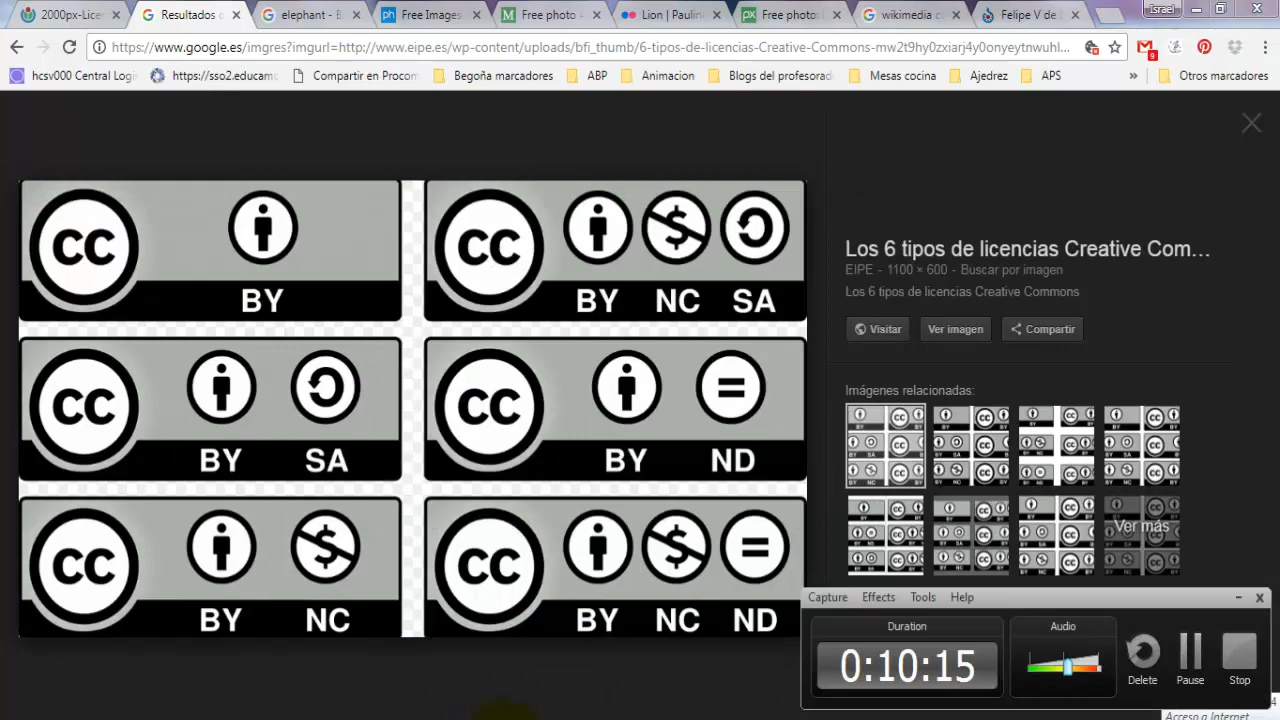 2000px-Lice
Resultados d
elephant - B
Free Images
Free photo
Lion | Pauline
Free photo
wikimedia c
Felipe V de
Israel
https://www.google.es/imgres?imgurl=http://www.eipe.es/wp-content/uploads/bfi_thumb/6-tipos-de-licencias-Creative-Commons-mw2t9hy0zxiarj4y0onyeytnwuhl...
9
hcsv000 Central Logi
https://sso2.educam
Compartir en Procom
Begoña marcadores
ABP
Animacion
Blogs del profesorad
Mesas cocina
Ajedrez
APS
»
Otros marcadores
CC
BY
CC
BY NC SA
CC
BY SA
CC
BY ND
CC
BY NC
CC
BY NC ND
Los 6 tipos de licencias Creative Com...
EIPE - 1100 × 600 - Buscar por imagen
Los 6 tipos de licencias Creative Commons
Visitar
Ver imagen
Compartir
Imágenes relacionadas:
Ver más
Capture Effects Tools Help
Duration
0:10:15
Audio
Delete
Pause
Stop
Acceso a Internet